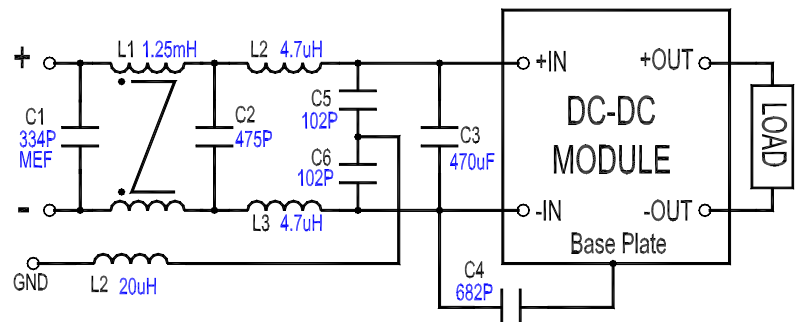 +
L1 1.25mH
L2 4.7uH
+IN
+OUT
C1
334P
MEF
C2
475P
C5
102P
C6
102P
C3
470uF
DC-DC
MODULE
LOAD
-
L3 4.7uH
-IN
-OUT
Base Plate
GND
L2 20uH
C4
682P